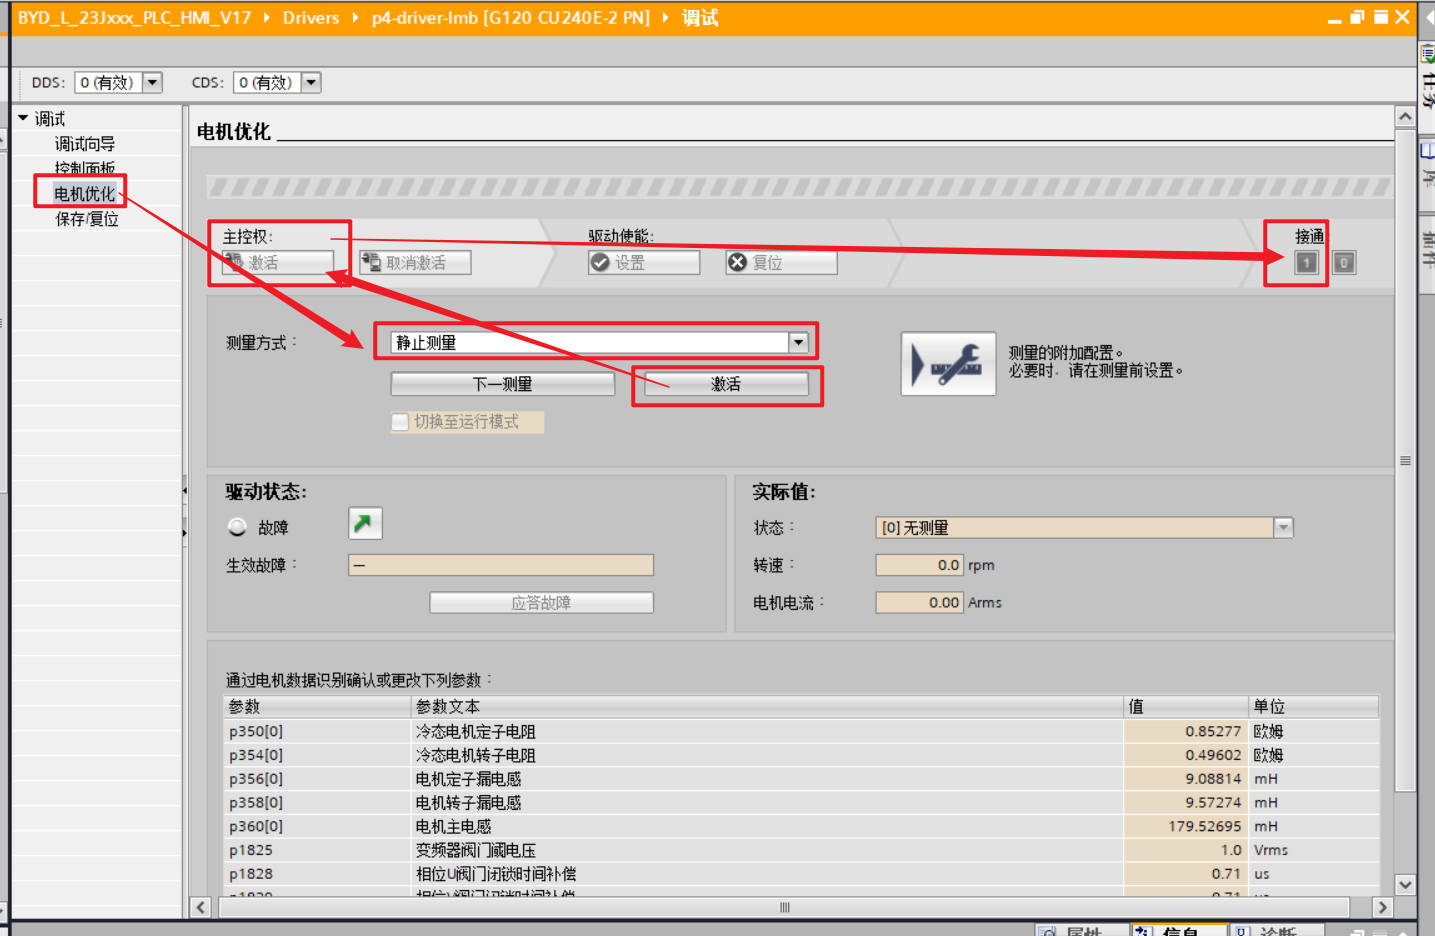 BYD_L_23Jxxx_PLC_HMI_V17 ▸ Drivers ▸ p4-driver-lmb [G120 CU240E-2 PN] ▸ 调试
DDS: 0 (有效) CDS: 0 (有效)
调试
调试向导
控制面板
电机优化
保存/复位
任务
库
插件
电机优化
主控权:
激活 取消激活
驱动使能:
设置 复位
接通
1 0
测量方式:
静止测量
下一测量 激活
切换至运行模式
测量的附加配置。
必要时，请在测量前设置。
驱动状态:
故障
生效故障:
—
应答故障
实际值:
状态: [0] 无测量
转速: 0.0 rpm
电机电流: 0.00 Arms
通过电机数据识别确认或更改下列参数:
参数 参数文本 值 单位
p350[0] 冷态电机定子电阻 0.85277 欧姆
p354[0] 冷态电机转子电阻 0.49602 欧姆
p356[0] 电机定子漏电感 9.08814 mH
p358[0] 电机转子漏电感 9.57274 mH
p360[0] 电机主电感 179.52695 mH
p1825 变频器阀门阈电压 1.0 Vrms
p1828 相位U阀门闭锁时间补偿 0.71 us
属性 信息 诊断